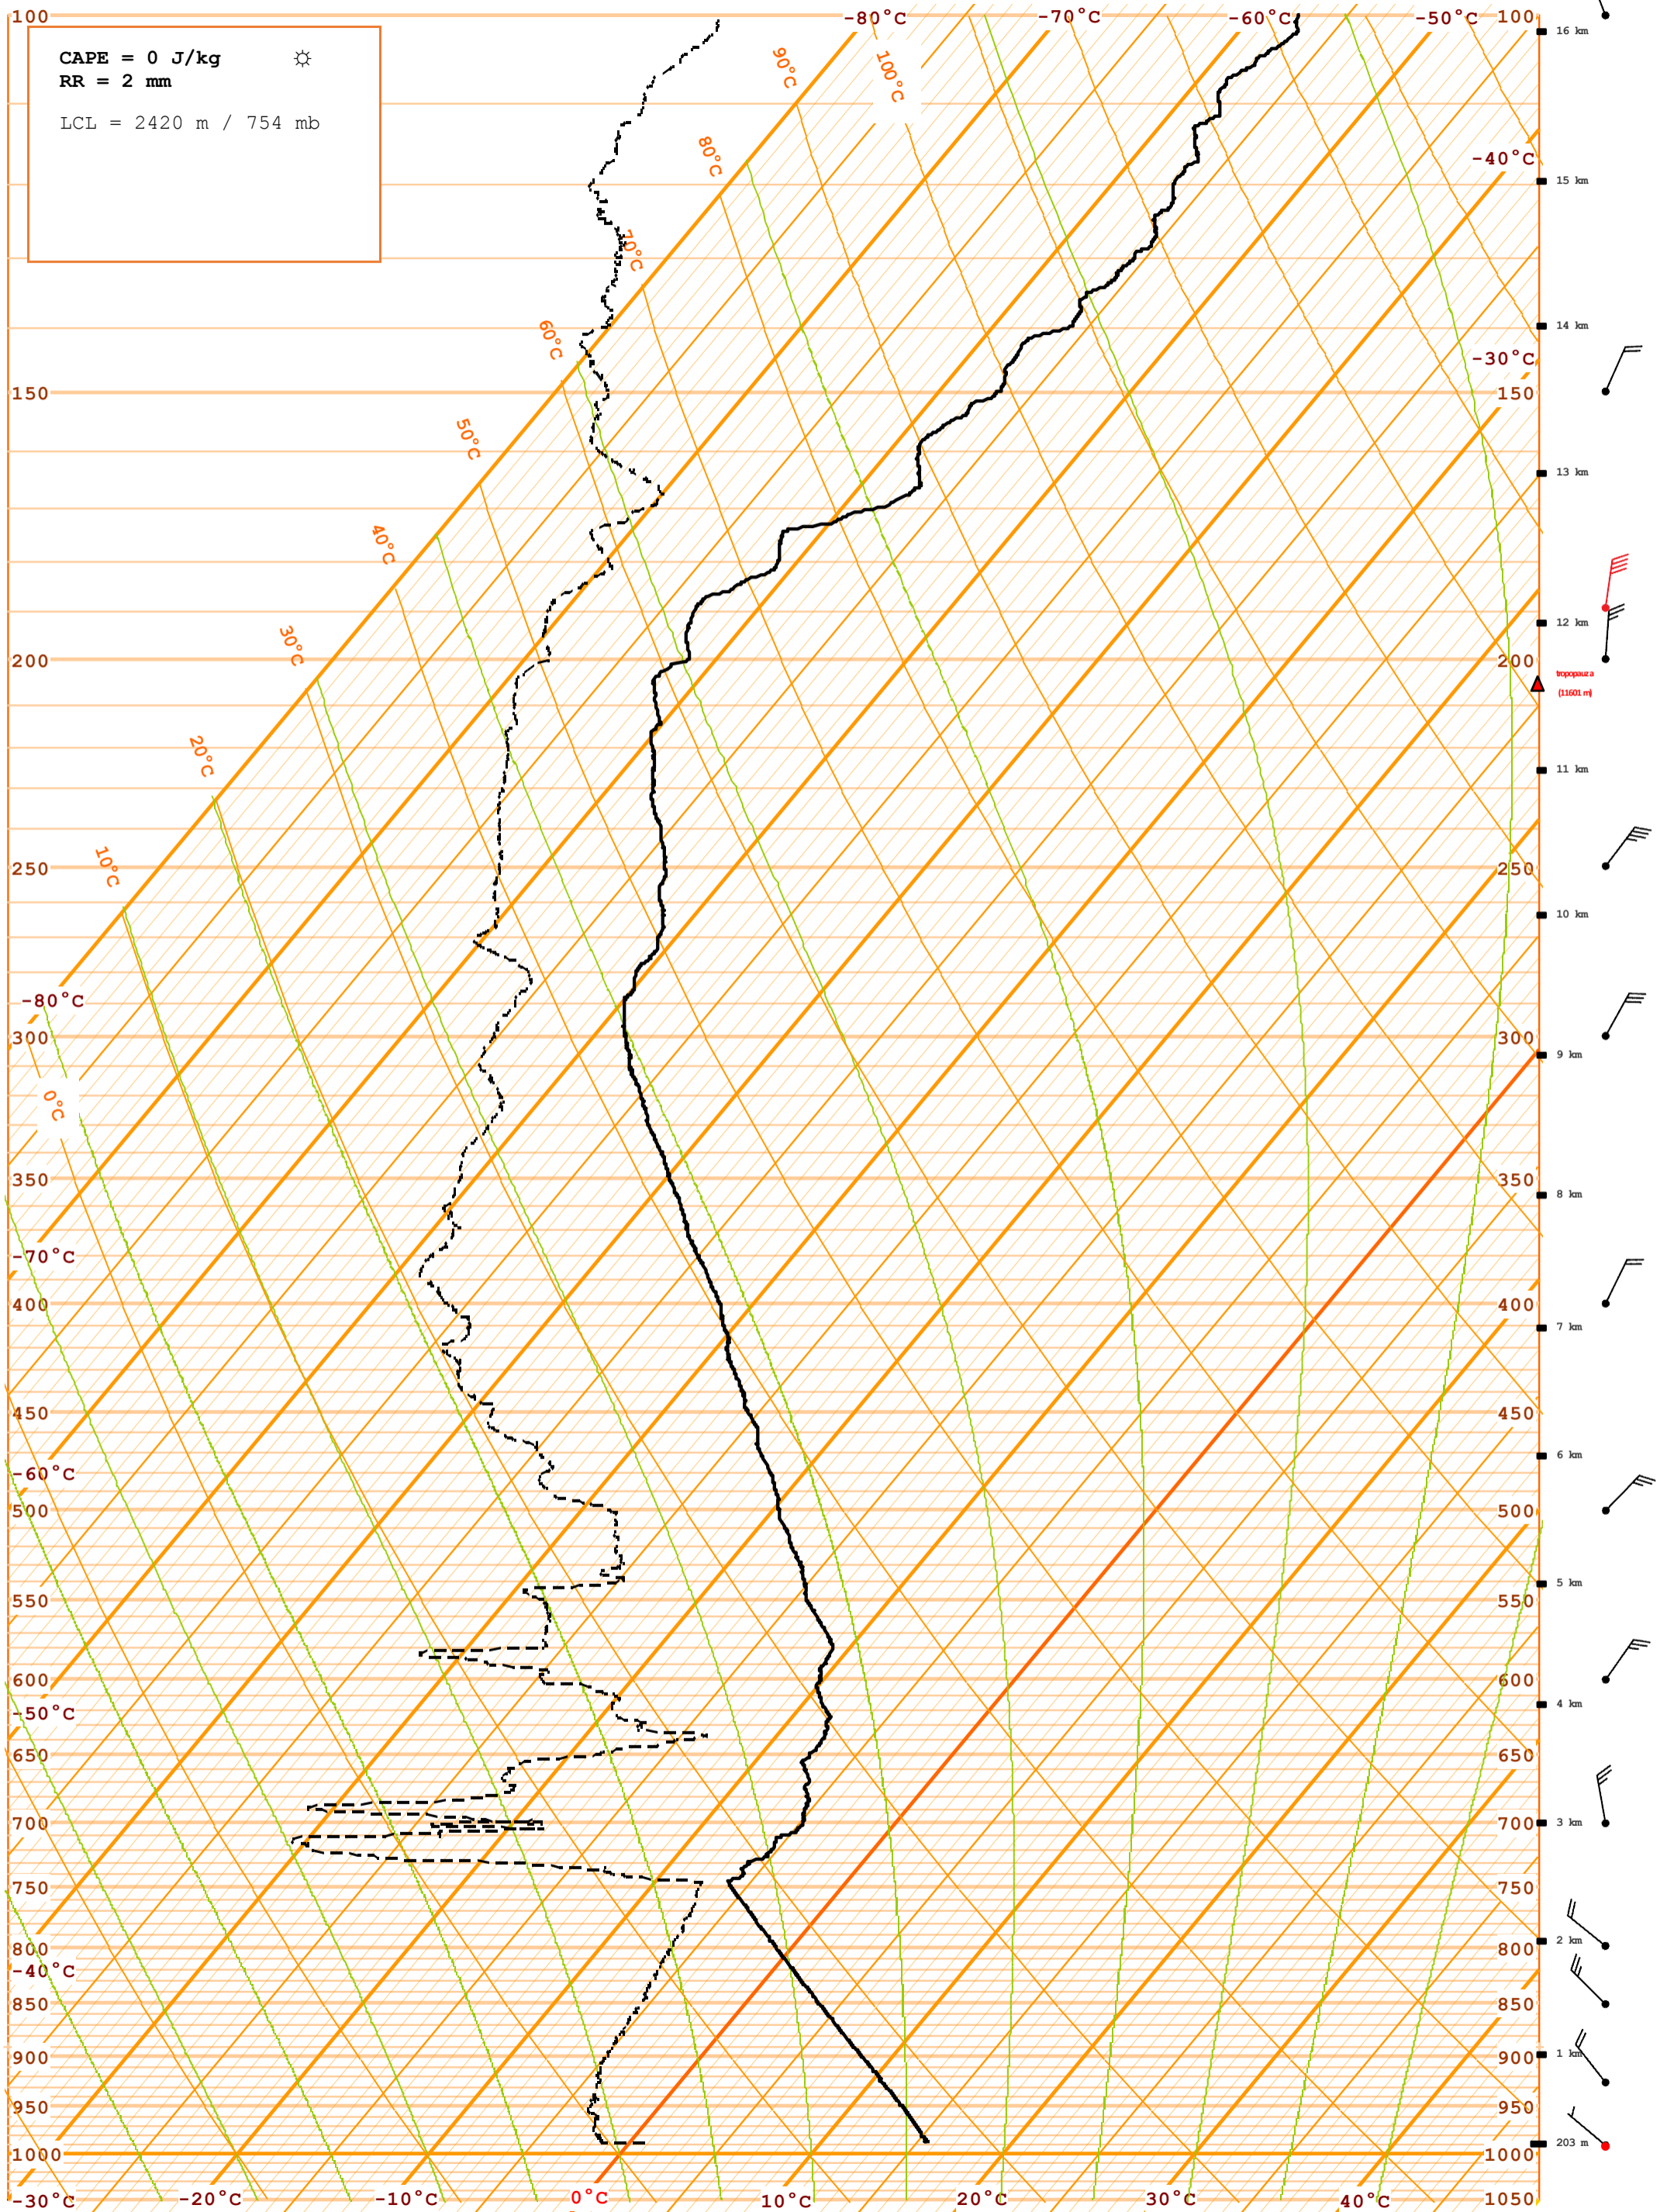 100 -80°C -70°C -60°C -50°C 100
16 km
CAPE = 0 J/kg ☼
RR = 2 mm
LCL = 2420 m / 754 mb
90°C 100°C
80°C -40°C
15 km
70°C
60°C 14 km
-30°C
150 150
50°C
13 km
40°C
30°C 12 km
200 200
tropopauza
(11601 m)
20°C 11 km
10°C 250 250
10 km
-80°C
300 300
9 km
0°C
350 350
8 km
-70°C
400 400
7 km
450 450
6 km
-60°C
500 500
5 km
550 550
600 600
4 km
-50°C
650 650
700 700 3 km
750 750
2 km
800 800
-40°C
850 850
900 900 1 km
950 950
203 m
1000 1000
-30°C -20°C -10°C 0°C 10°C 20°C 30°C 40°C 1050